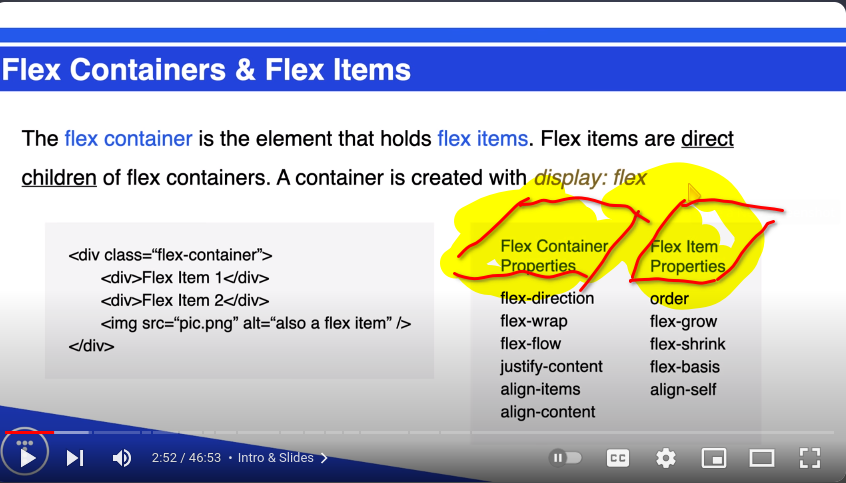 Flex Containers & Flex Items
The flex container is the element that holds flex items. Flex items are direct
children of flex containers. A container is created with display: flex
<div class=“flex-container”>
<div>Flex Item 1</div>
<div>Flex Item 2</div>
<img src=“pic.png” alt=“also a flex item” />
</div>
Flex Container
Properties
flex-direction
flex-wrap
flex-flow
justify-content
align-items
align-content
Flex Item
Properties
order
flex-grow
flex-shrink
flex-basis
align-self
2:52 / 46:53 • Intro & Slides
CC